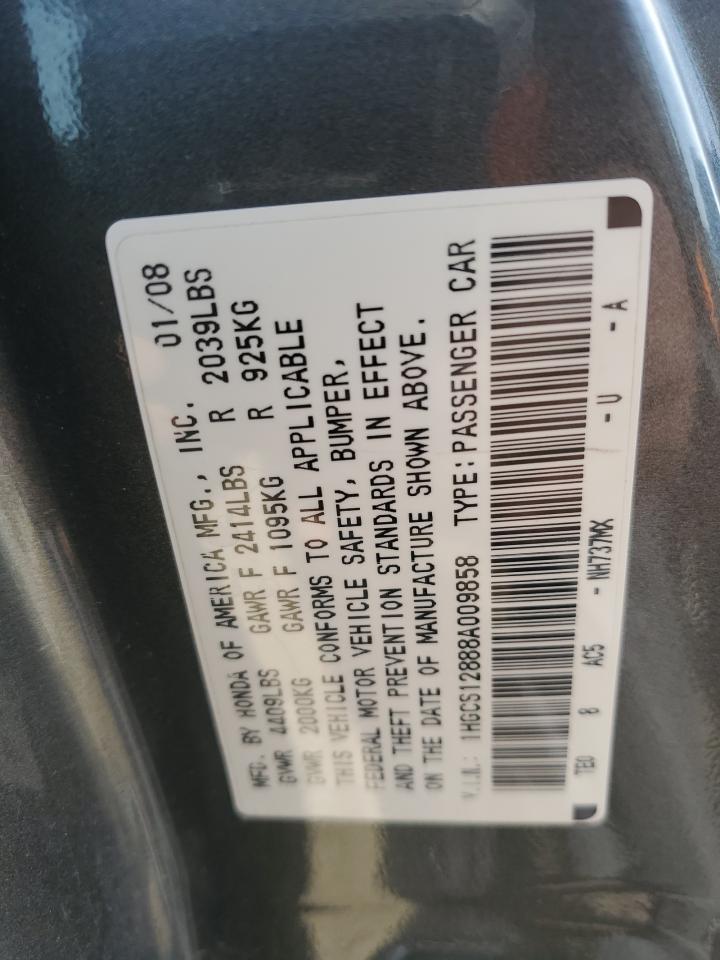 MFD. BY HONDA OF AMERICA MFG., INC. 01/08
GVWR 4409LBS GAWR F 2414LBS R 2039LBS
GVWR 2000KG GAWR F 1095KG R 925KG
THIS VEHICLE CONFORMS TO ALL APPLICABLE
FEDERAL MOTOR VEHICLE SAFETY, BUMPER,
AND THEFT PREVENTION STANDARDS IN EFFECT
ON THE DATE OF MANUFACTURE SHOWN ABOVE.
V.I.N.: 1HGCS12888A009858 TYPE: PASSENGER CAR
TE0 8 AC5 - NH737MX - U - A